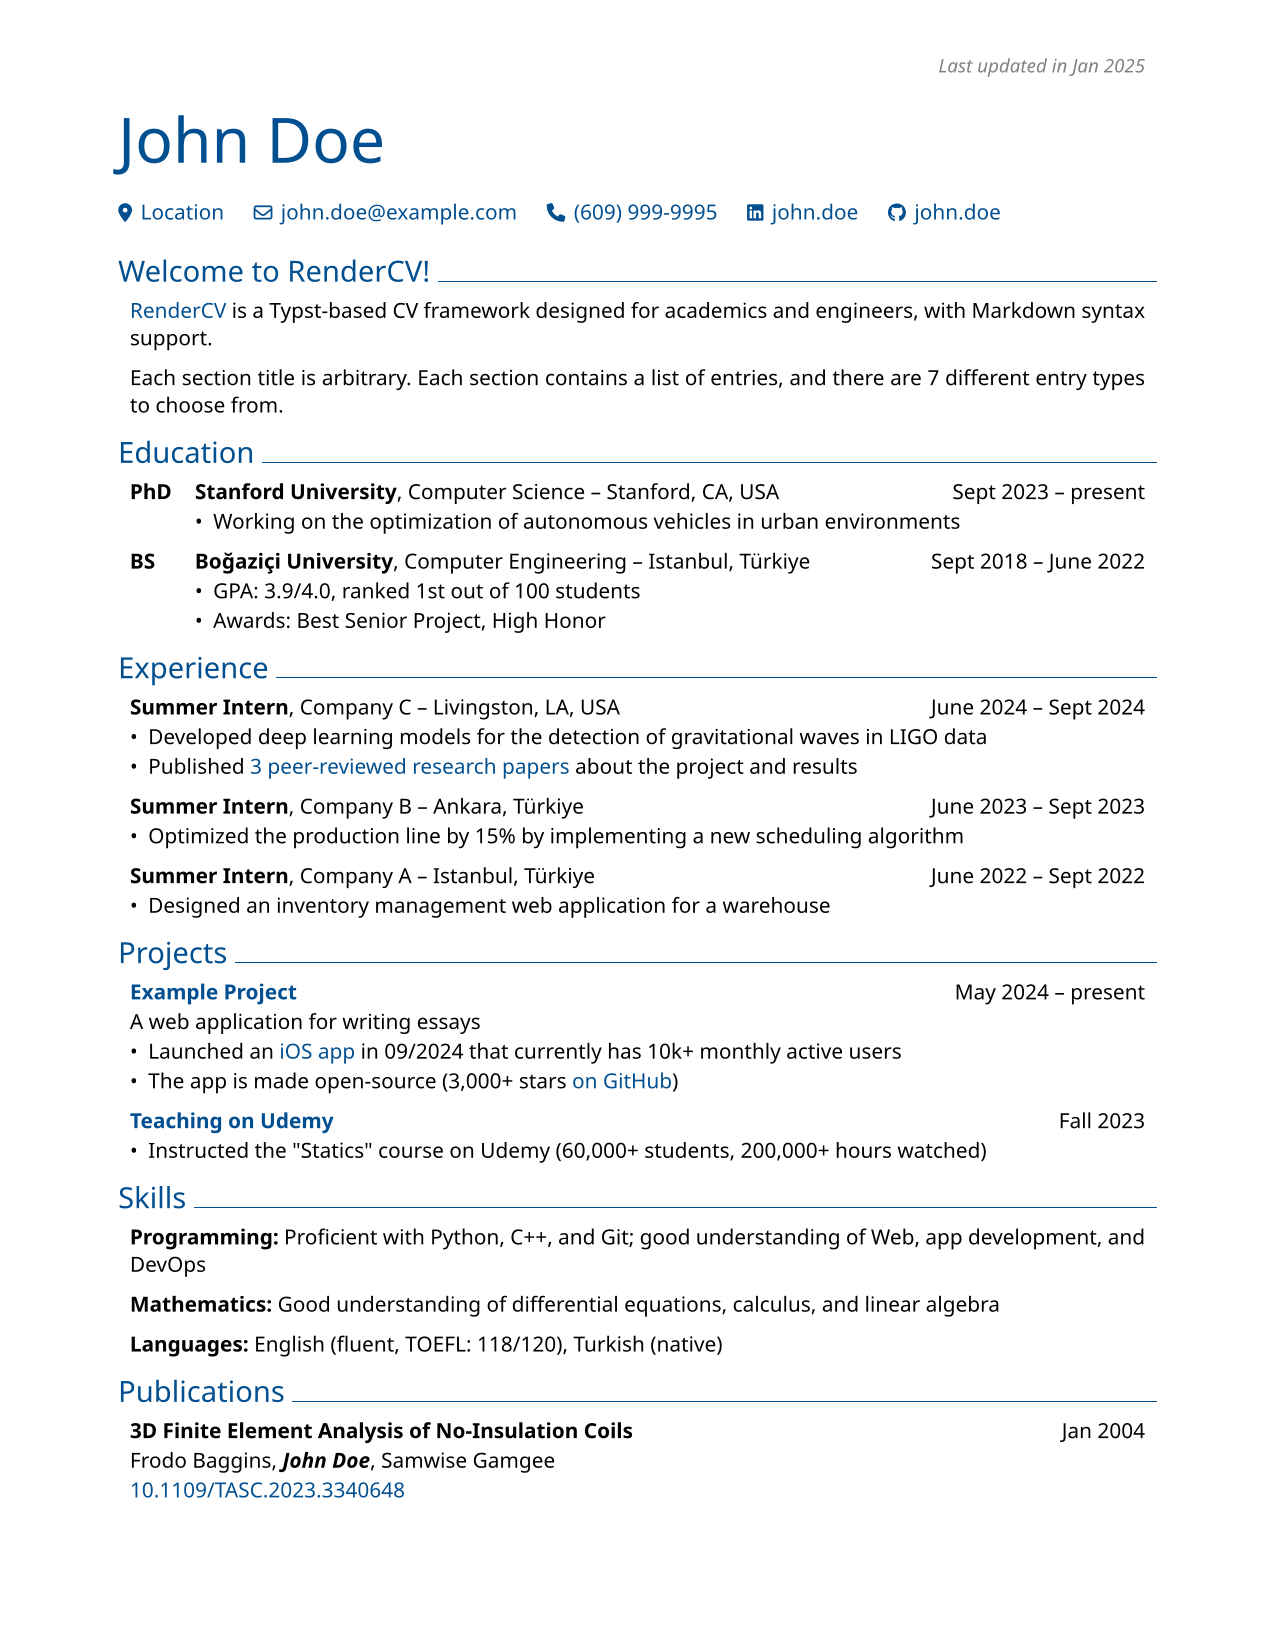 Last updated in Jan 2025
John Doe
Location john.doe@example.com (609) 999-9995 john.doe john.doe
Welcome to RenderCV!
RenderCV is a Typst-based CV framework designed for academics and engineers, with Markdown syntax
support.
Each section title is arbitrary. Each section contains a list of entries, and there are 7 different entry types
to choose from.
Education
PhD Stanford University, Computer Science – Stanford, CA, USA Sept 2023 – present
• Working on the optimization of autonomous vehicles in urban environments
BS Boğaziçi University, Computer Engineering – Istanbul, Türkiye Sept 2018 – June 2022
• GPA: 3.9/4.0, ranked 1st out of 100 students
• Awards: Best Senior Project, High Honor
Experience
Summer Intern, Company C – Livingston, LA, USA June 2024 – Sept 2024
• Developed deep learning models for the detection of gravitational waves in LIGO data
• Published 3 peer-reviewed research papers about the project and results
Summer Intern, Company B – Ankara, Türkiye June 2023 – Sept 2023
• Optimized the production line by 15% by implementing a new scheduling algorithm
Summer Intern, Company A – Istanbul, Türkiye June 2022 – Sept 2022
• Designed an inventory management web application for a warehouse
Projects
Example Project May 2024 – present
A web application for writing essays
• Launched an iOS app in 09/2024 that currently has 10k+ monthly active users
• The app is made open-source (3,000+ stars on GitHub)
Teaching on Udemy Fall 2023
• Instructed the "Statics" course on Udemy (60,000+ students, 200,000+ hours watched)
Skills
Programming: Proficient with Python, C++, and Git; good understanding of Web, app development, and
DevOps
Mathematics: Good understanding of differential equations, calculus, and linear algebra
Languages: English (fluent, TOEFL: 118/120), Turkish (native)
Publications
3D Finite Element Analysis of No-Insulation Coils Jan 2004
Frodo Baggins, John Doe, Samwise Gamgee
10.1109/TASC.2023.3340648